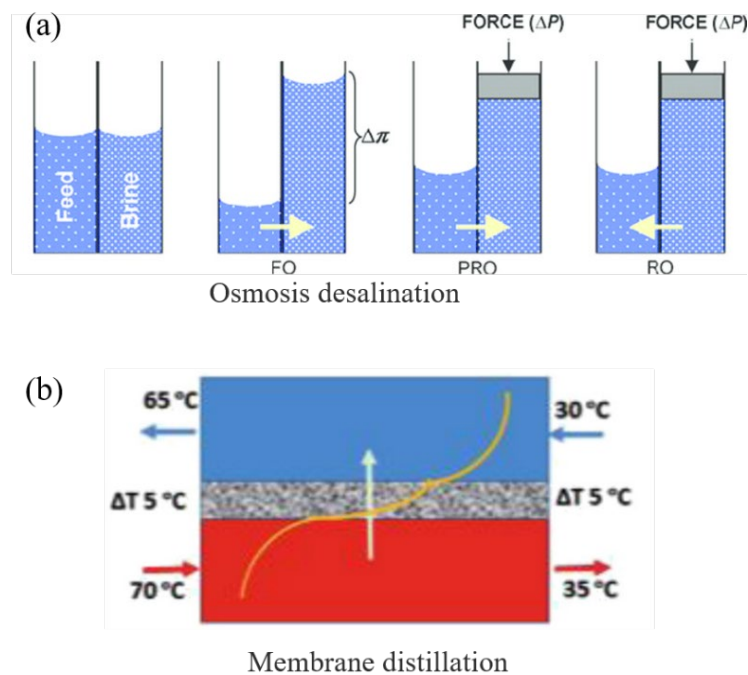 (a)
FORCE (ΔP) FORCE (ΔP)
Feed Brine
Δπ
FO PRO RO
Osmosis desalination
(b)
65 °C 30°C
ΔT 5 °C ΔT 5 °C
70°C 35°C
Membrane distillation